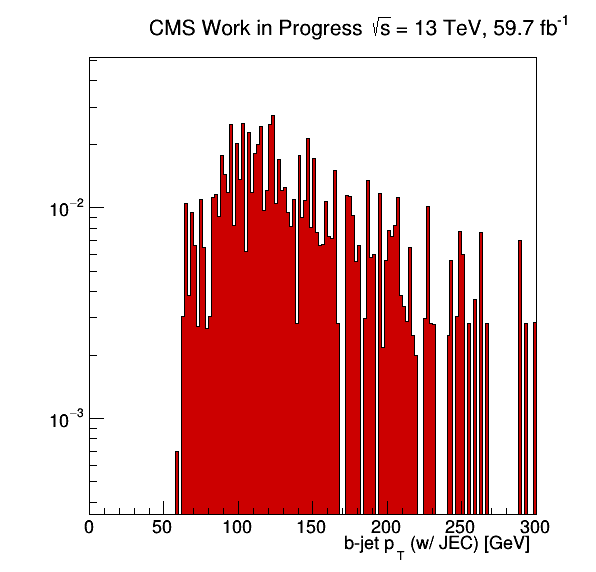 CMS Work in Progress √s = 13 TeV, 59.7 fb⁻¹
10⁻²
10⁻³
0 50 100 150 200 250 300
b-jet p_T (w/ JEC) [GeV]